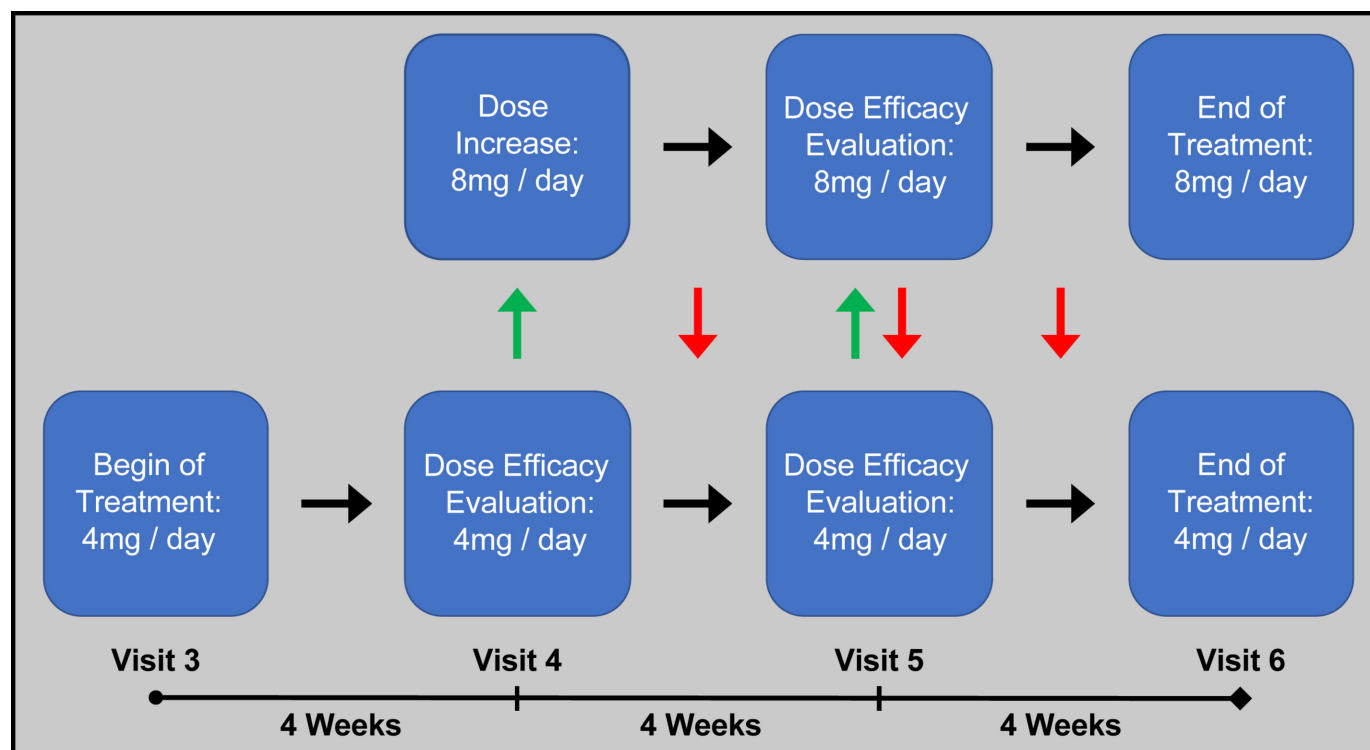 Dose
Increase:
8mg / day
Dose Efficacy
Evaluation:
8mg / day
End of
Treatment:
8mg / day
Begin of
Treatment:
4mg / day
Dose Efficacy
Evaluation:
4mg / day
Dose Efficacy
Evaluation:
4mg / day
End of
Treatment:
4mg / day
Visit 3
Visit 4
Visit 5
Visit 6
4 Weeks
4 Weeks
4 Weeks